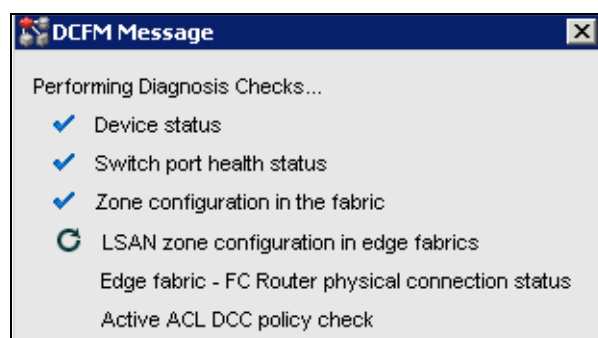 DCFM Message
Performing Diagnosis Checks...
Device status
Switch port health status
Zone configuration in the fabric
LSAN zone configuration in edge fabrics
Edge fabric - FC Router physical connection status
Active ACL DCC policy check